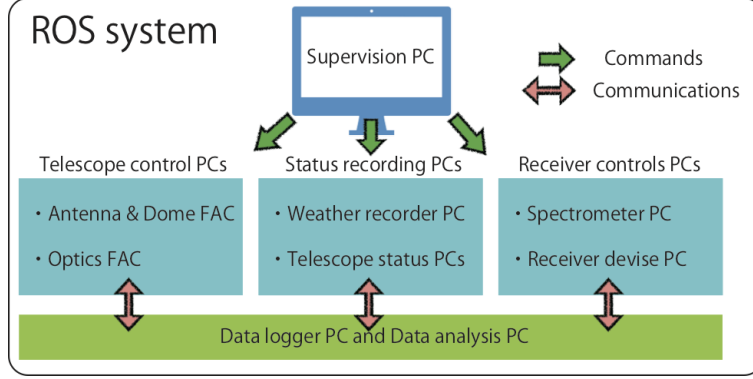 ROS system
Supervision PC
Commands
Communications
Telescope control PCs
Status recording PCs
Receiver controls PCs
・Antenna & Dome FAC
・Optics FAC
・Weather recorder PC
・Telescope status PCs
・Spectrometer PC
・Receiver devise PC
Data logger PC and Data analysis PC